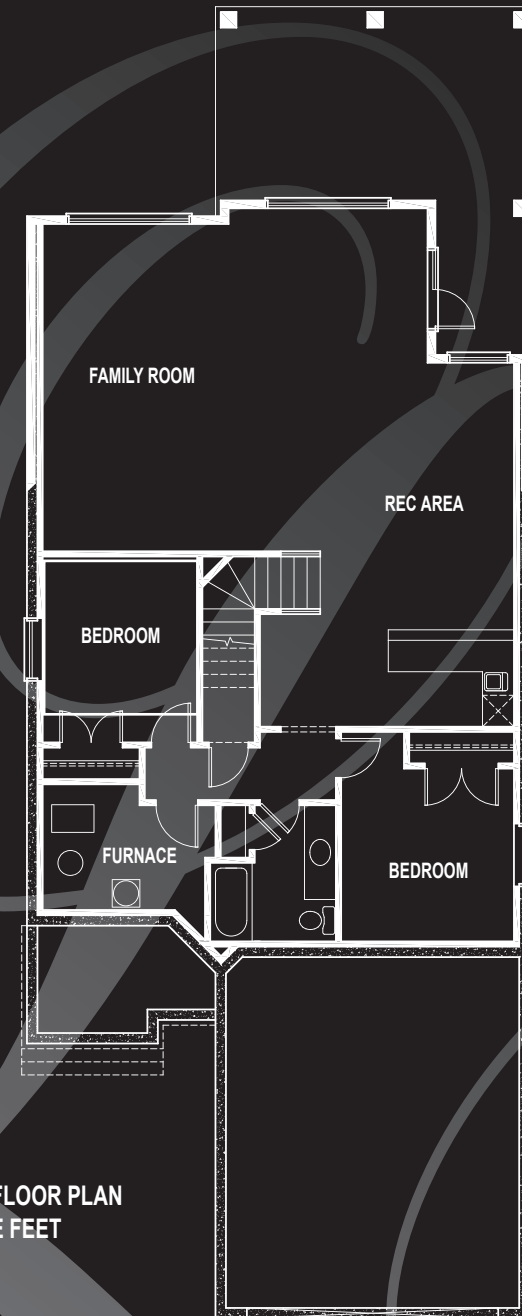 FAMILY ROOM
REC AREA
BEDROOM
FURNACE
BEDROOM
FLOOR PLAN
FEET